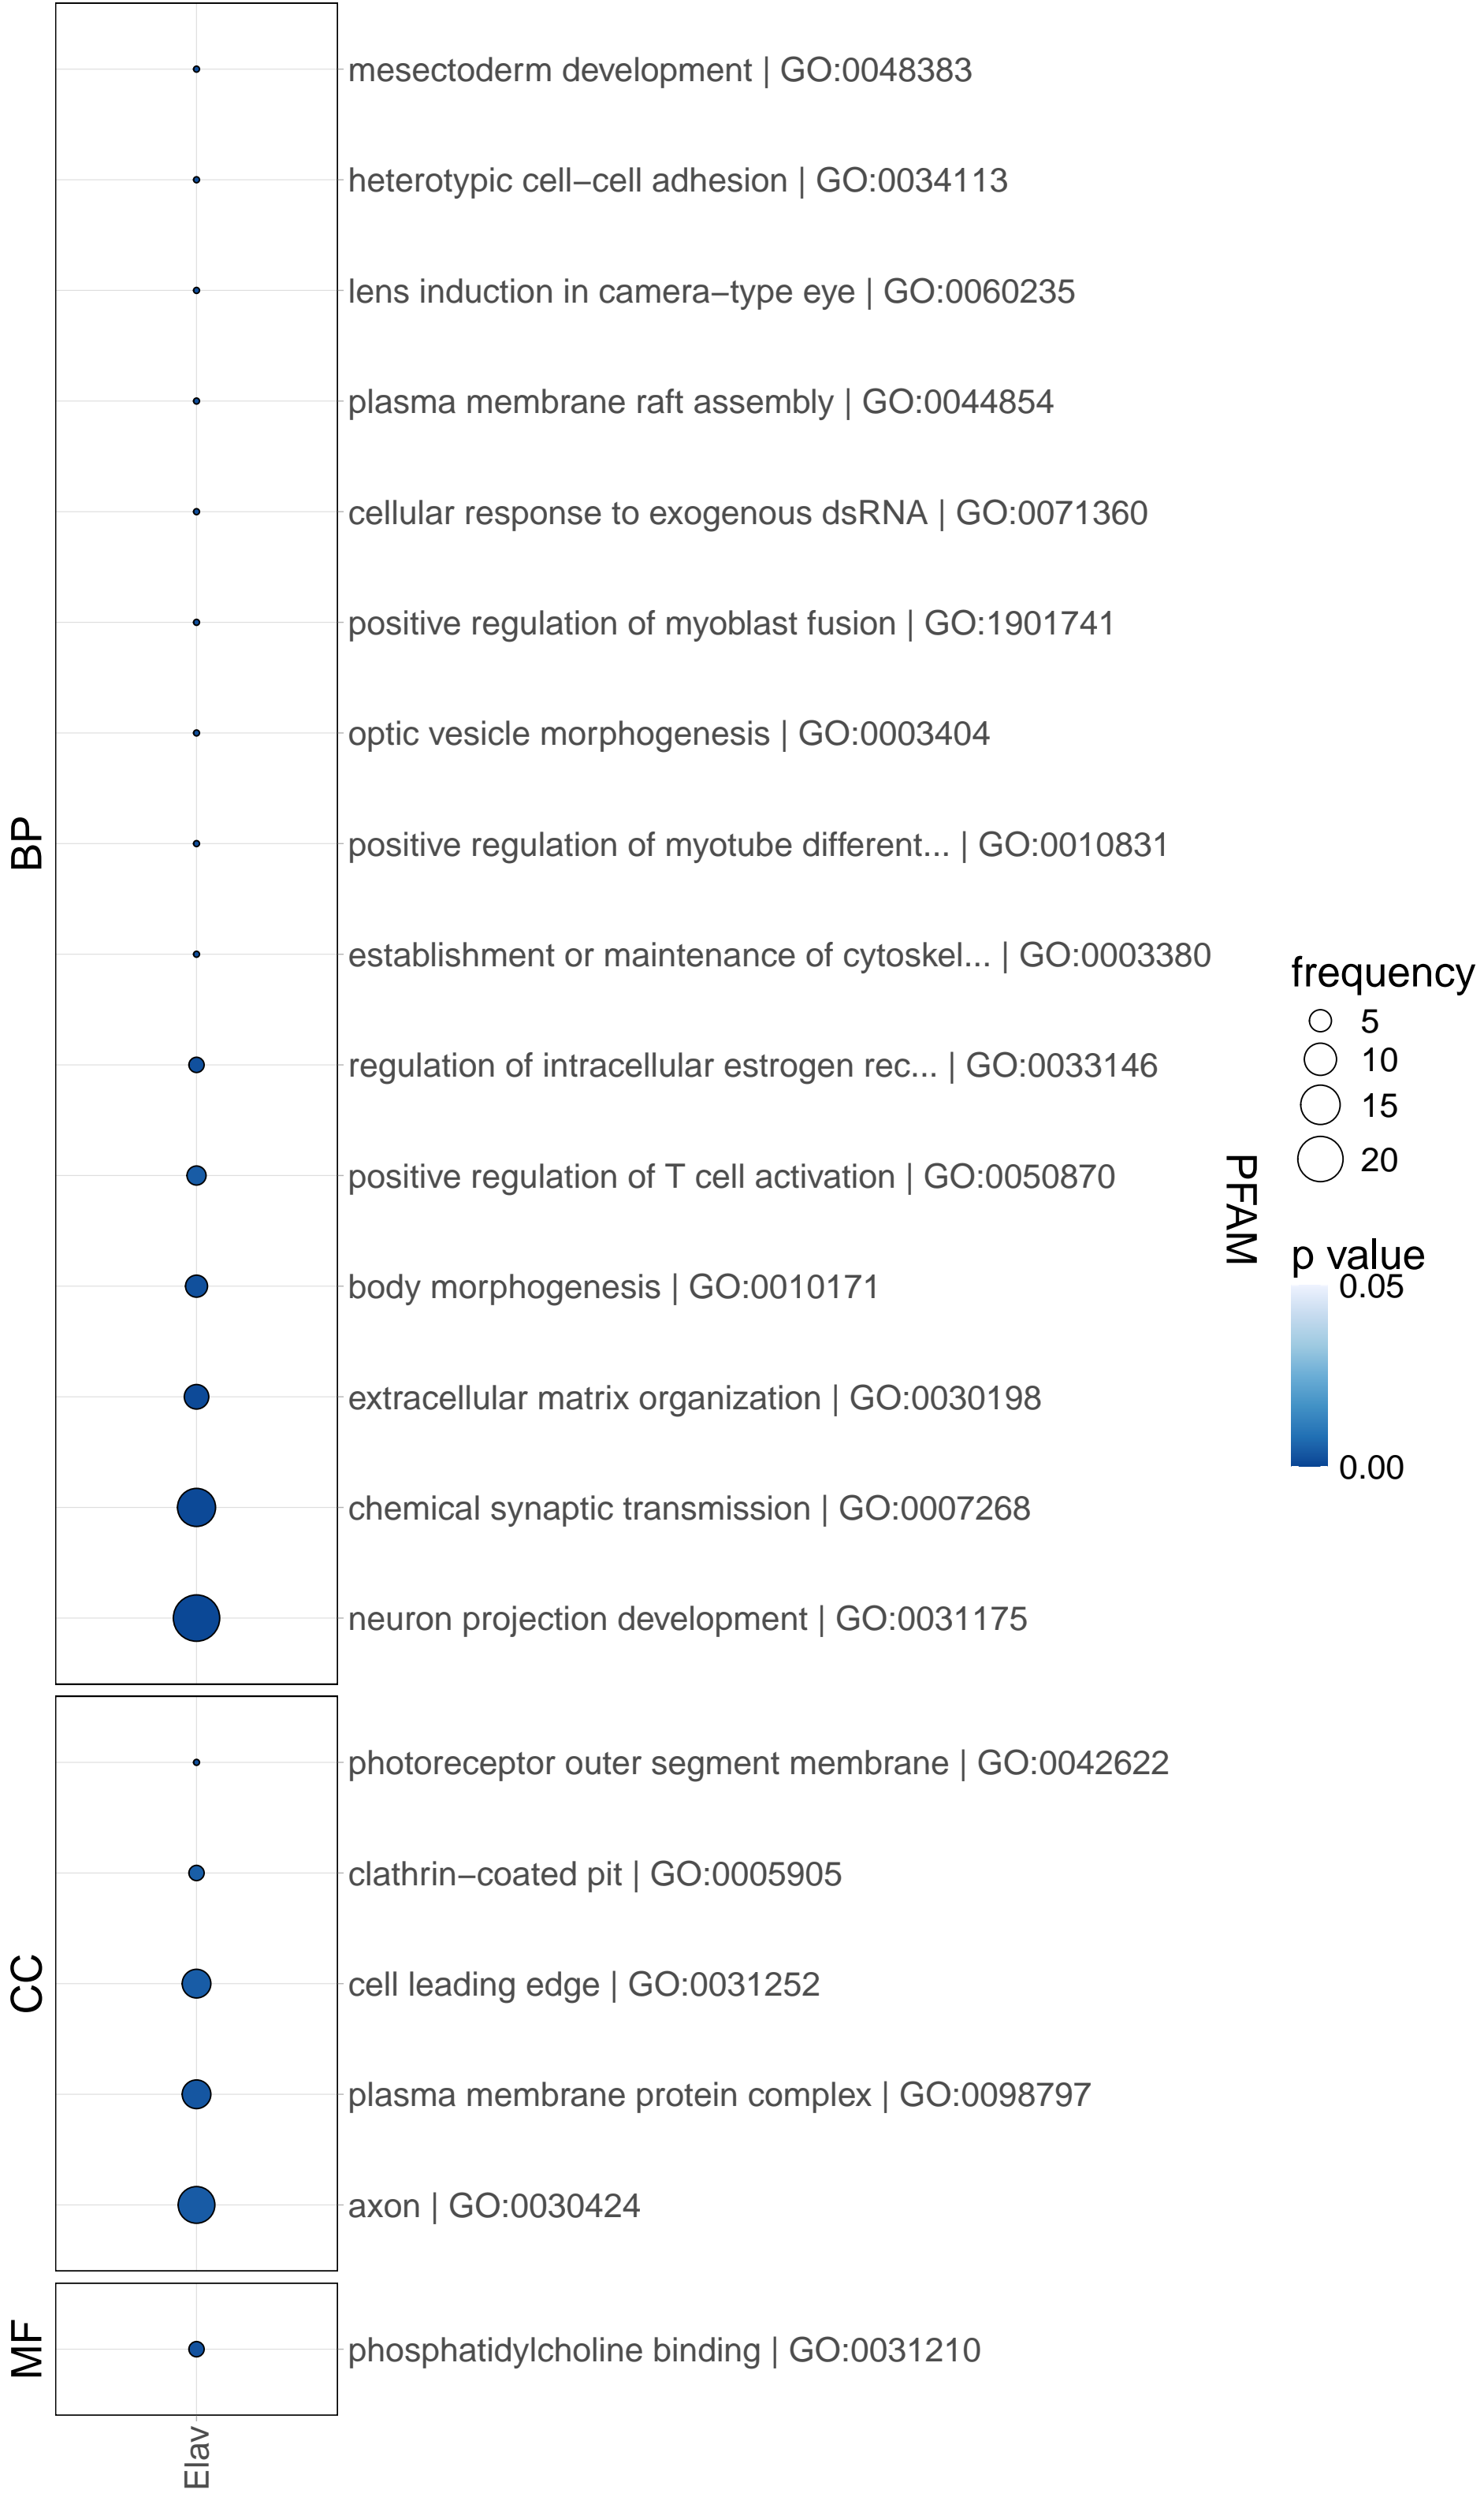 BP
mesectoderm development | GO:0048383
heterotypic cell−cell adhesion | GO:0034113
lens induction in camera−type eye | GO:0060235
plasma membrane raft assembly | GO:0044854
cellular response to exogenous dsRNA | GO:0071360
positive regulation of myoblast fusion | GO:1901741
optic vesicle morphogenesis | GO:0003404
positive regulation of myotube different... | GO:0010831
establishment or maintenance of cytoskel... | GO:0003380
regulation of intracellular estrogen rec... | GO:0033146
positive regulation of T cell activation | GO:0050870
body morphogenesis | GO:0010171
extracellular matrix organization | GO:0030198
chemical synaptic transmission | GO:0007268
neuron projection development | GO:0031175
CC
photoreceptor outer segment membrane | GO:0042622
clathrin−coated pit | GO:0005905
cell leading edge | GO:0031252
plasma membrane protein complex | GO:0098797
axon | GO:0030424
MF
phosphatidylcholine binding | GO:0031210
Elav
PFAM
frequency
5
10
15
20
p value
0.05
0.00